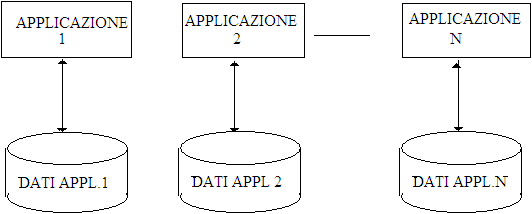 APPLICAZIONE
1
APPLICAZIONE
2
APPLICAZIONE
N
DATI APPL.1
DATI APPL 2
DATI APPL.N